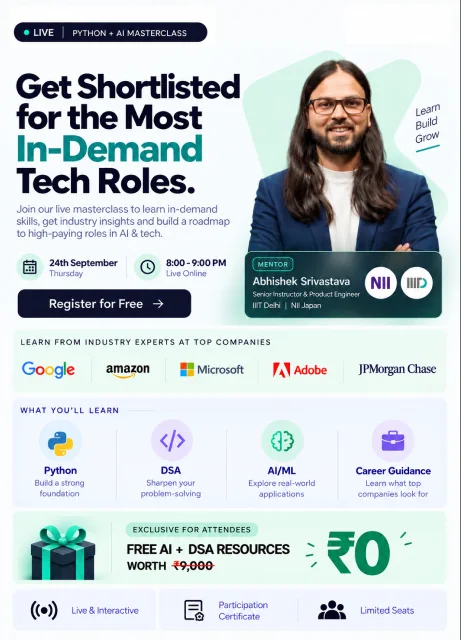 LIVE | PYTHON + AI MASTERCLASS
Get Shortlisted
for the Most
In-Demand
Tech Roles.
Learn
Build
Grow
Join our live masterclass to learn in-demand
skills, get industry insights and build a roadmap
to high-paying roles in AI & tech.
24th September
Thursday
8:00 - 9:00 PM
Live Online
Register for Free →
MENTOR
Abhishek Srivastava
Senior Instructor & Product Engineer
IIIT Delhi | NII Japan
NII
IIID
LEARN FROM INDUSTRY EXPERTS AT TOP COMPANIES
Google
amazon
Microsoft
Adobe
JPMorgan Chase
WHAT YOU'LL LEARN
Python
Build a strong
foundation
DSA
Sharpen your
problem-solving
AI/ML
Explore real-world
applications
Career Guidance
Learn what top
companies look for
EXCLUSIVE FOR ATTENDEES
FREE AI + DSA RESOURCES
WORTH ₹9,000
₹0
Live & Interactive
Participation
Certificate
Limited Seats